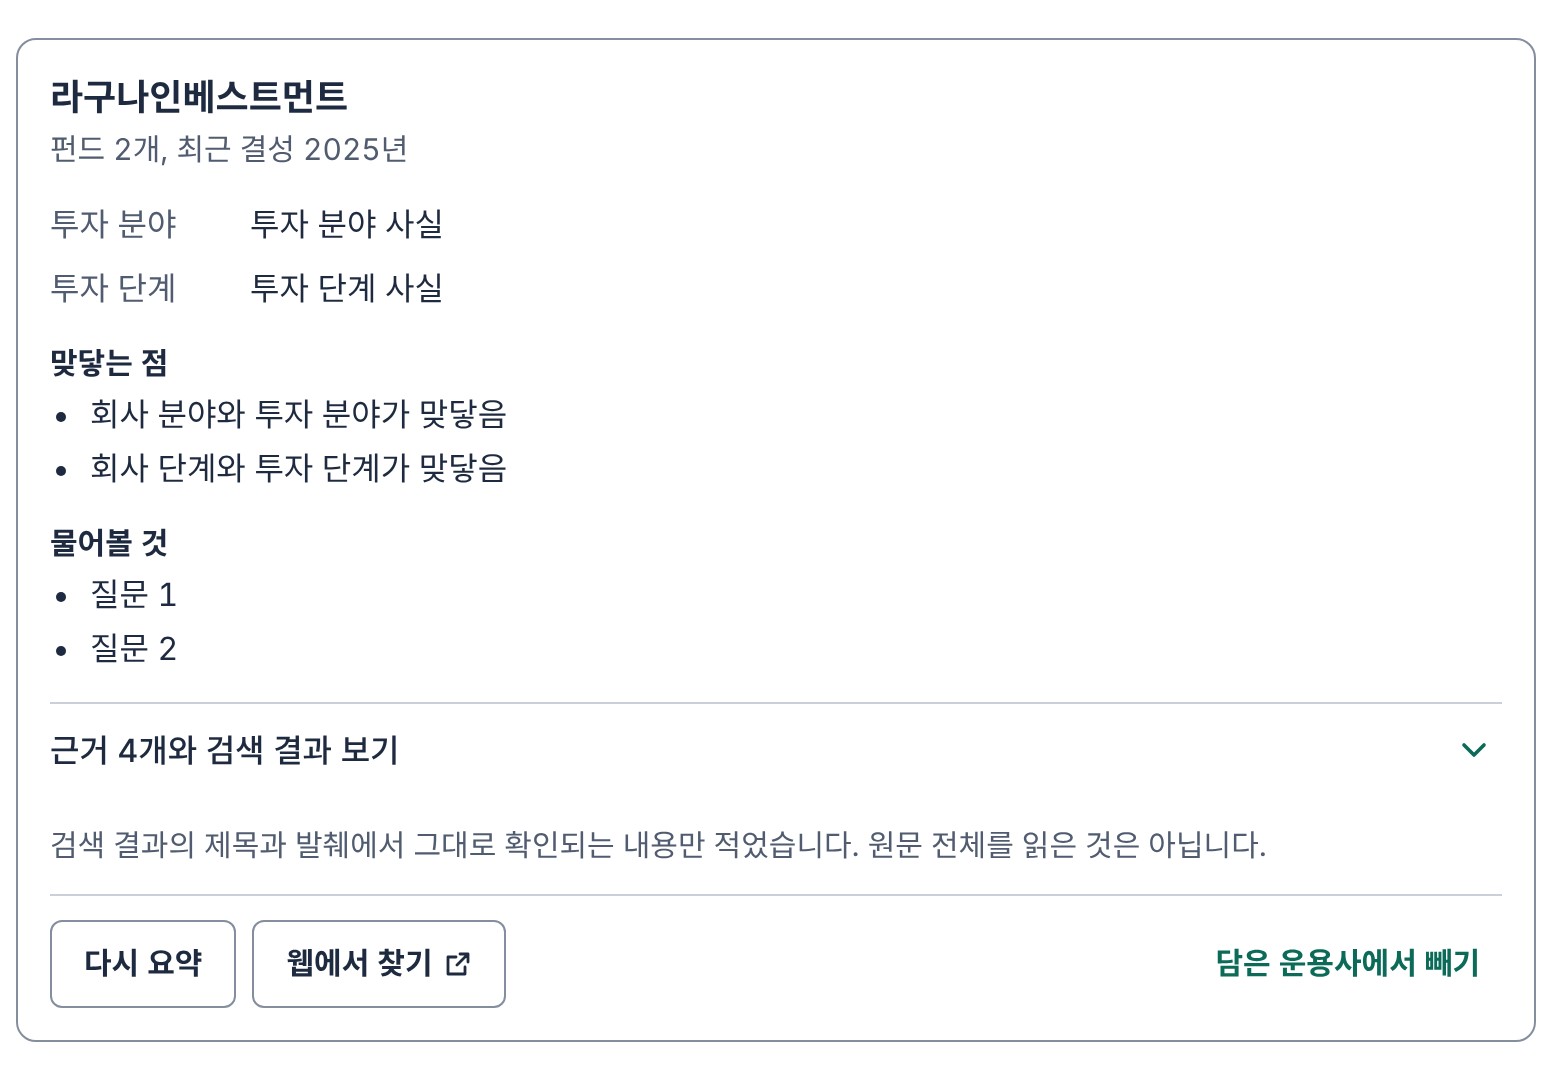 라구나인베스트먼트
펀드 2개, 최근 결성 2025년
투자 분야 투자 분야 사실
투자 단계 투자 단계 사실
맞닿는 점
• 회사 분야와 투자 분야가 맞닿음
• 회사 단계와 투자 단계가 맞닿음
물어볼 것
• 질문 1
• 질문 2
근거 4개와 검색 결과 보기
검색 결과의 제목과 발췌에서 그대로 확인되는 내용만 적었습니다. 원문 전체를 읽은 것은 아닙니다.
다시 요약 웹에서 찾기 담은 운용사에서 빼기